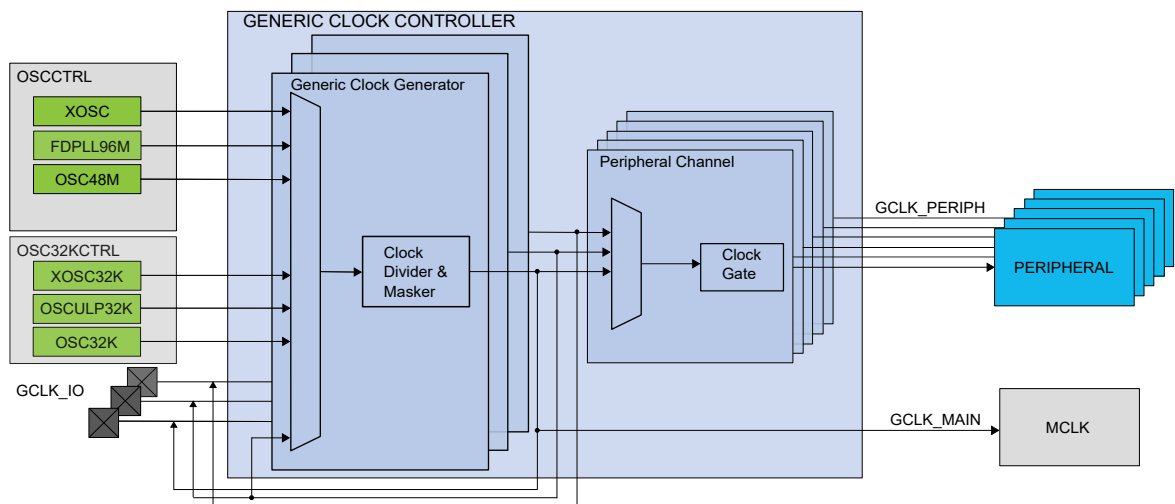 GENERIC CLOCK CONTROLLER
OSCCTRL
XOSC
FDPLL96M
OSC48M
OSC32KCTRL
XOSC32K
OSCULP32K
OSC32K
GCLK_IO
Generic Clock Generator
Clock
Divider &
Masker
Peripheral Channel
Clock
Gate
GCLK_PERIPH
PERIPHERAL
GCLK_MAIN
MCLK